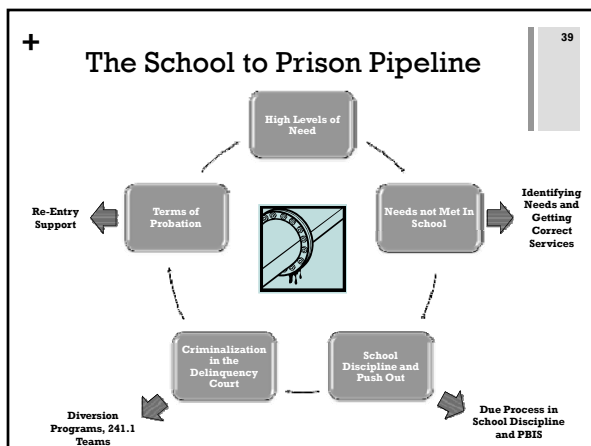 +
39
The School to Prison Pipeline
High Levels of
Need
Needs not Met In
School
Identifying
Needs and
Getting
Correct
Services
School
Discipline and
Push Out
Due Process in
School Discipline
and PBIS
Criminalization
in the
Delinquency
Court
Diversion
Programs, 241.1
Teams
Terms of
Probation
Re-Entry
Support